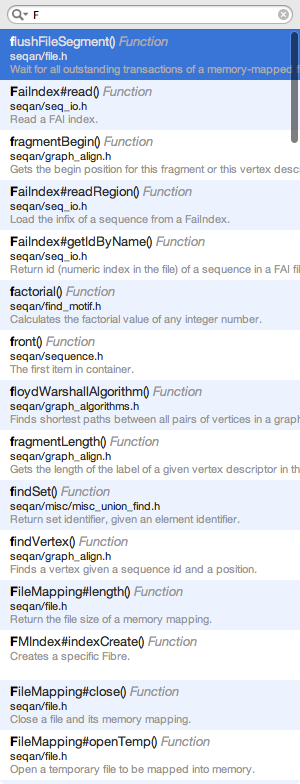 F
flushFileSegment() Function
seqan/file.h
Wait for all outstanding transactions of a memory-mapped f
FaiIndex#read() Function
seqan/seq_io.h
Read a FAI index.
fragmentBegin() Function
seqan/graph_align.h
Gets the begin position for this fragment or this vertex desc
FaiIndex#readRegion() Function
seqan/seq_io.h
Load the infix of a sequence from a FaiIndex.
FaiIndex#getIdByName() Function
seqan/seq_io.h
Return id (numeric index in the file) of a sequence in a FAI fi
factorial() Function
seqan/find_motif.h
Calculates the factorial value of any integer number.
front() Function
seqan/sequence.h
The first item in container.
floydWarshallAlgorithm() Function
seqan/graph_algorithms.h
Finds shortest paths between all pairs of vertices in a graph
fragmentLength() Function
seqan/graph_align.h
Gets the length of the label of a given vertex descriptor in th
findSet() Function
seqan/misc/misc_union_find.h
Return set identifier, given an element identifier.
findVertex() Function
seqan/graph_align.h
Finds a vertex given a sequence id and a position.
FileMapping#length() Function
seqan/file.h
Return the file size of a memory mapping.
FMIndex#indexCreate() Function
Creates a specific Fibre.
FileMapping#close() Function
seqan/file.h
Close a file and its memory mapping.
FileMapping#openTemp() Function
seqan/file.h
Open a temporary file to be mapped into memory.